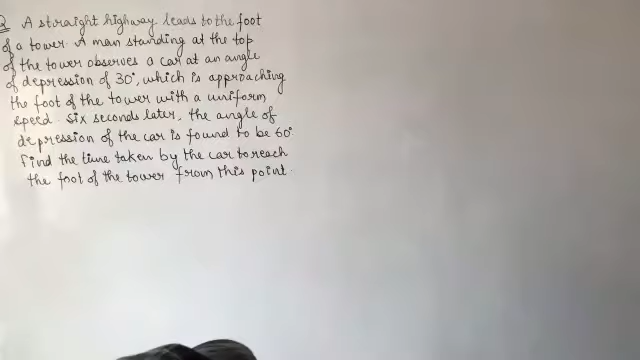 Q A straight highway leads to the foot
of a tower. A man standing at the top
of the tower observes a car at an angle
of depression of 30°, which is approaching
the foot of the tower with a uniform
speed. Six seconds later, the angle of
depression of the car is found to be 60°
Find the time taken by the car to reach
the foot of the tower from this point.